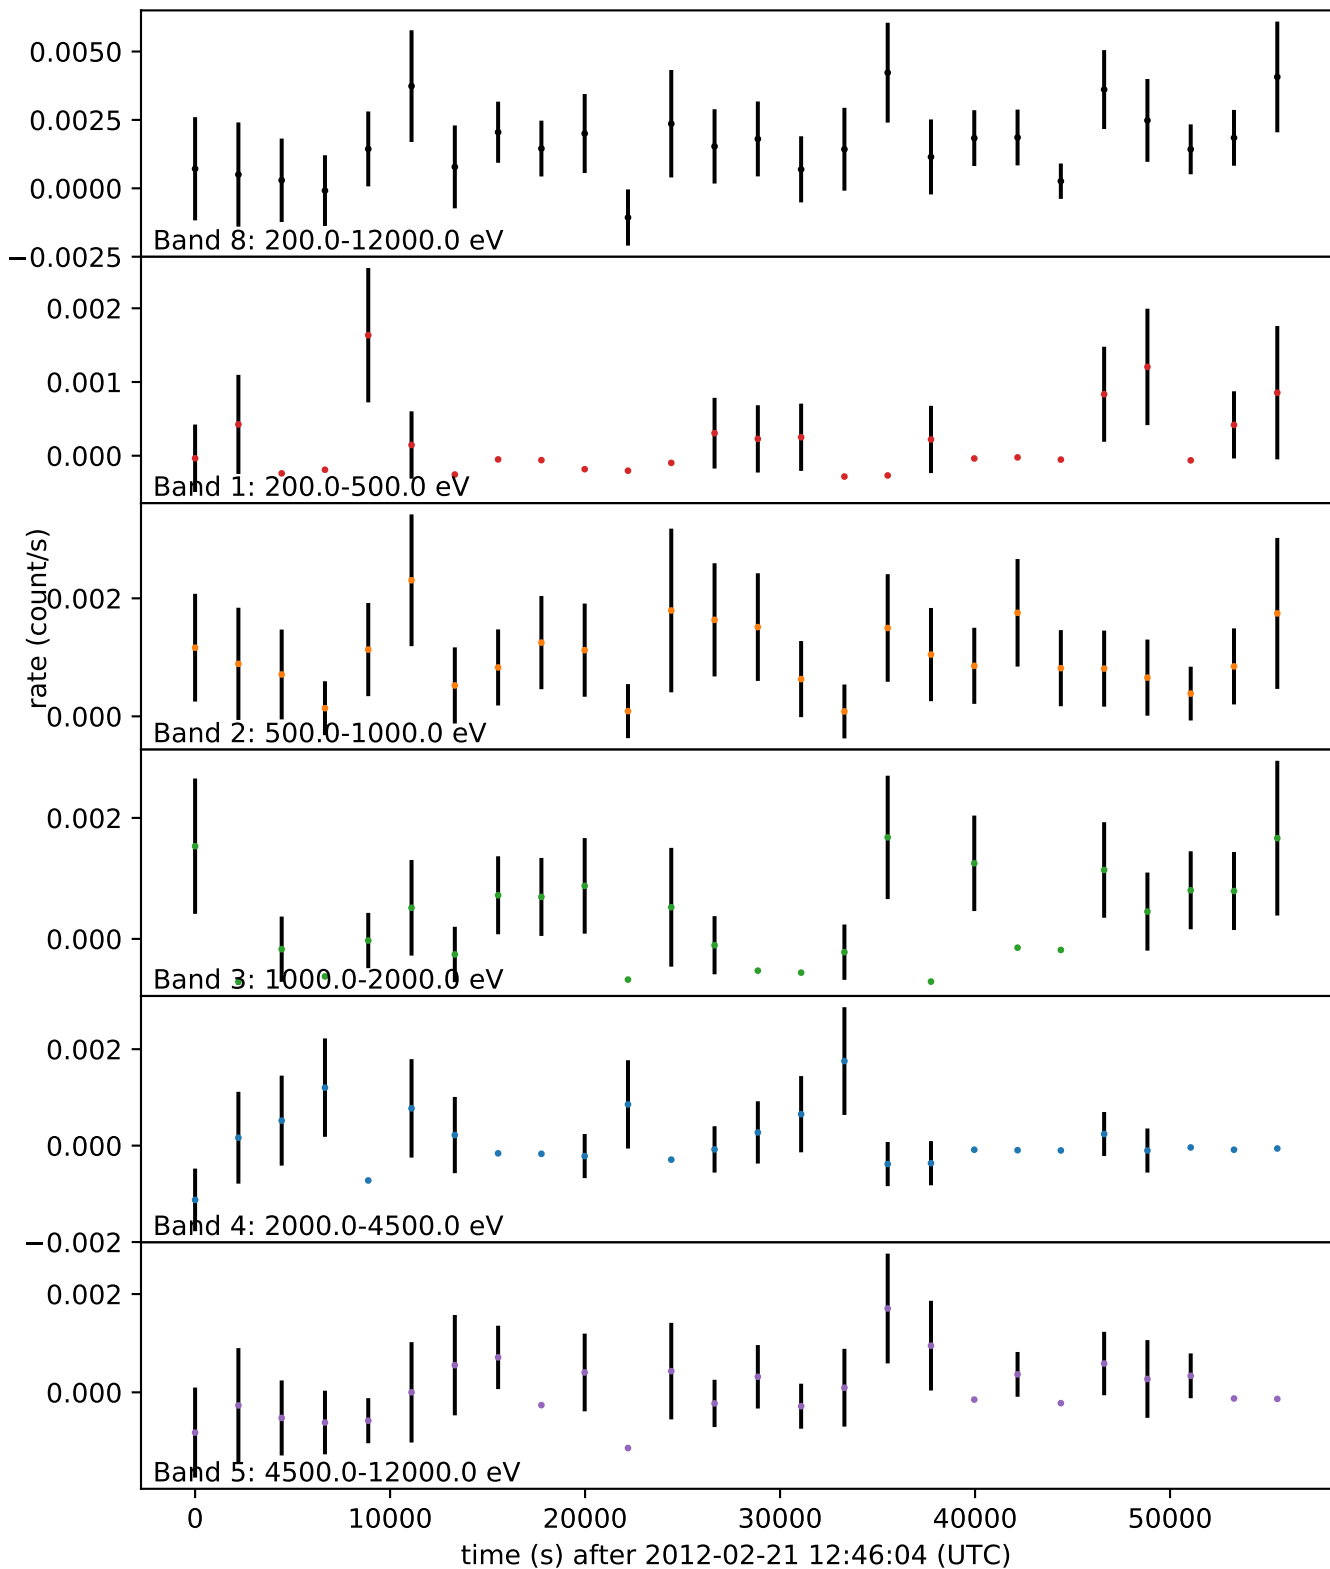 0.0050
0.0025
0.0000
−0.0025
Band 8: 200.0-12000.0 eV
0.002
0.001
0.000
Band 1: 200.0-500.0 eV
rate (count/s)
0.002
0.000
Band 2: 500.0-1000.0 eV
0.002
0.000
Band 3: 1000.0-2000.0 eV
0.002
0.000
−0.002
Band 4: 2000.0-4500.0 eV
0.002
0.000
Band 5: 4500.0-12000.0 eV
0 10000 20000 30000 40000 50000
time (s) after 2012-02-21 12:46:04 (UTC)